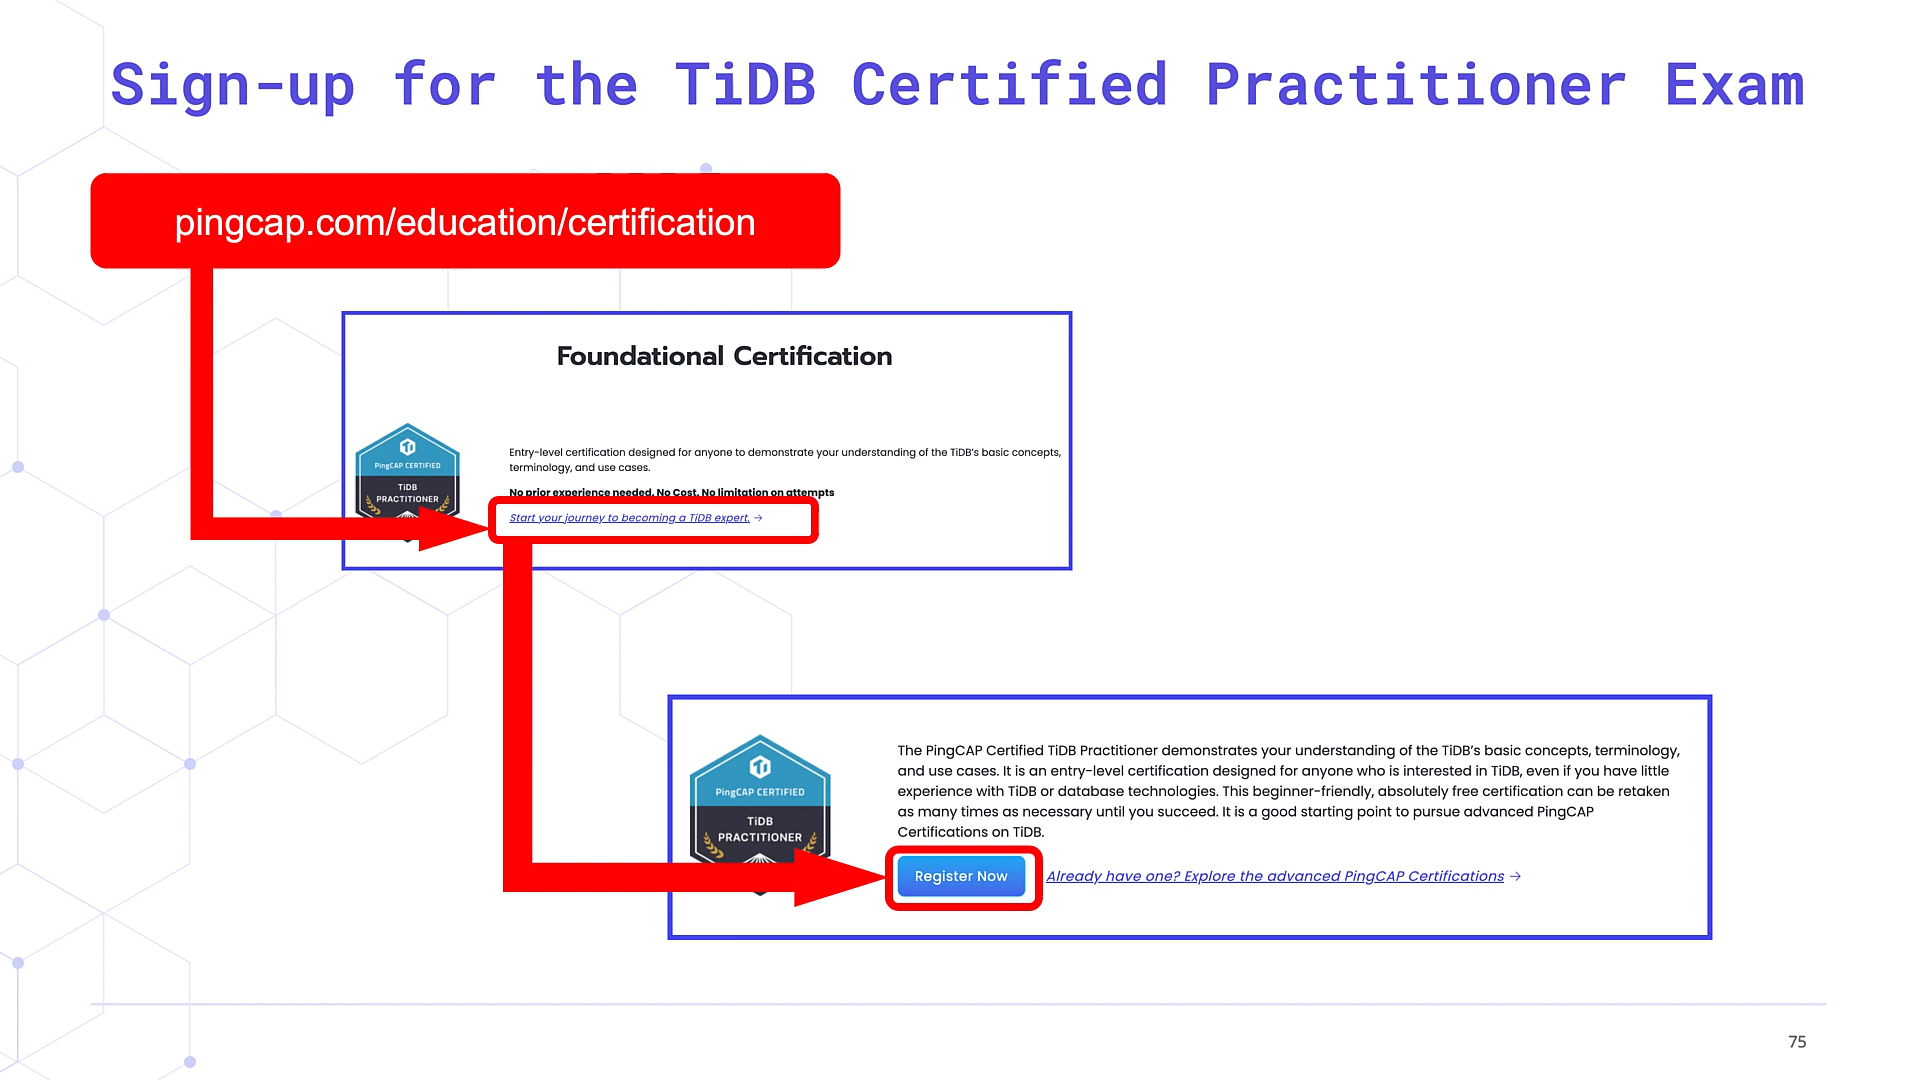 Sign-up for the TiDB Certified Practitioner Exam
pingcap.com/education/certification
Foundational Certification
PingCAP CERTIFIED
TiDB
PRACTITIONER
Entry-level certification designed for anyone to demonstrate your understanding of the TiDB's basic concepts,
terminology, and use cases.
No prior experience needed. No Cost. No limitation on attempts
Start your journey to becoming a TiDB expert. →
PingCAP CERTIFIED
TiDB
PRACTITIONER
The PingCAP Certified TiDB Practitioner demonstrates your understanding of the TiDB's basic concepts, terminology,
and use cases. It is an entry-level certification designed for anyone who is interested in TiDB, even if you have little
experience with TiDB or database technologies. This beginner-friendly, absolutely free certification can be retaken
as many times as necessary until you succeed. It is a good starting point to pursue advanced PingCAP
Certifications on TiDB.
Register Now
Already have one? Explore the advanced PingCAP Certifications →
75